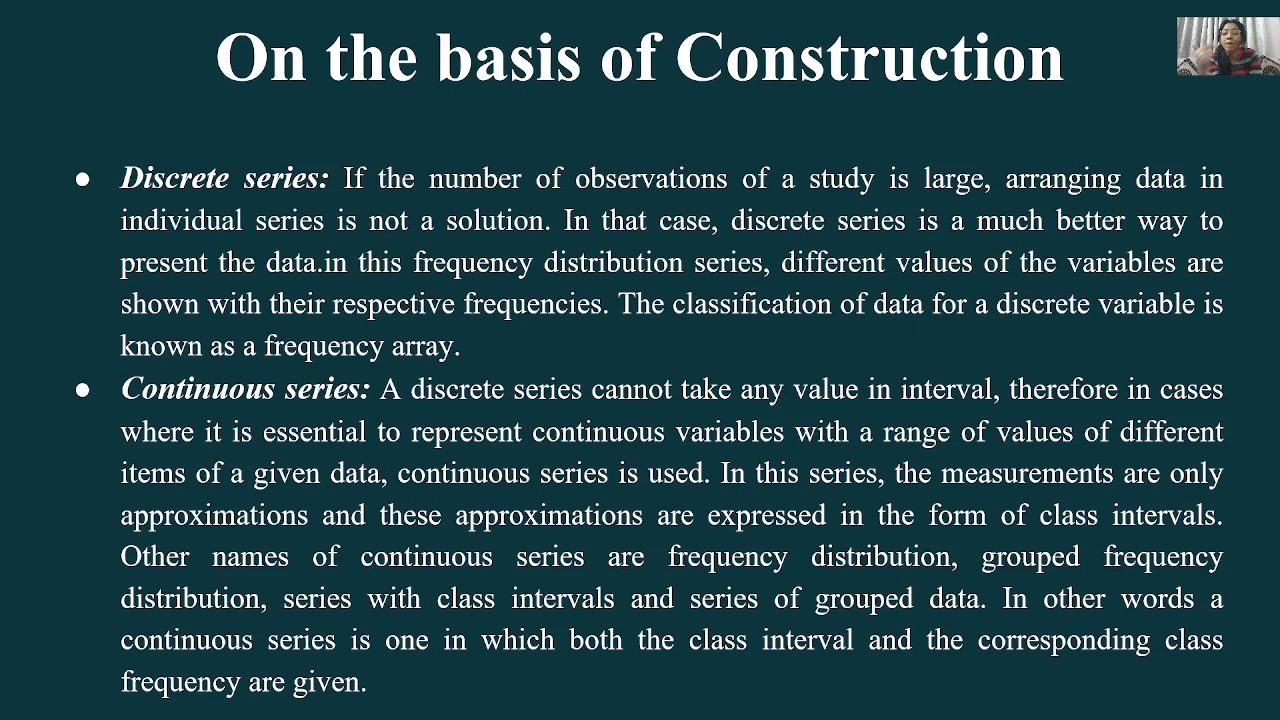 On the basis of Construction
● Discrete series: If the number of observations of a study is large, arranging data in
individual series is not a solution. In that case, discrete series is a much better way to
present the data.in this frequency distribution series, different values of the variables are
shown with their respective frequencies. The classification of data for a discrete variable is
known as a frequency array.
● Continuous series: A discrete series cannot take any value in interval, therefore in cases
where it is essential to represent continuous variables with a range of values of different
items of a given data, continuous series is used. In this series, the measurements are only
approximations and these approximations are expressed in the form of class intervals.
Other names of continuous series are frequency distribution, grouped frequency
distribution, series with class intervals and series of grouped data. In other words a
continuous series is one in which both the class interval and the corresponding class
frequency are given.